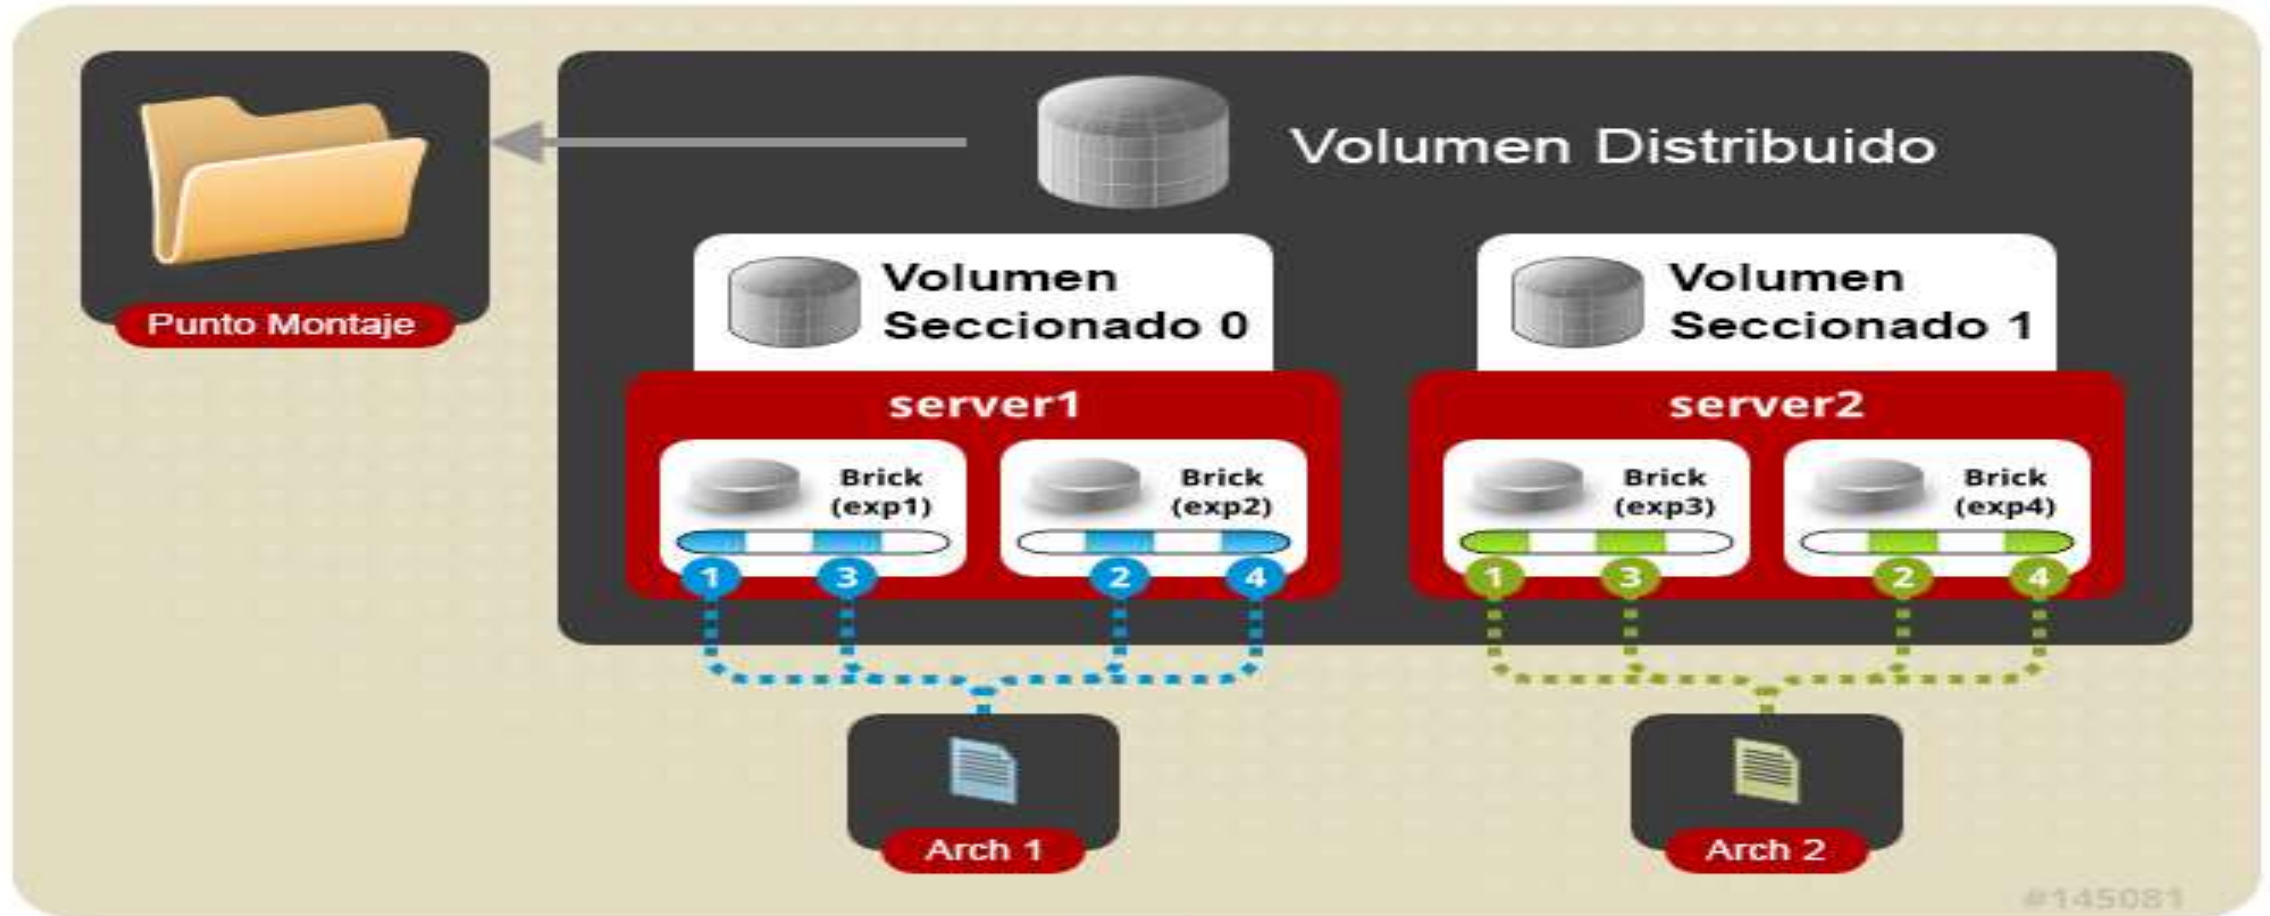 Volumen Distribuido
Punto Montaje
Volumen
Seccionado 0
Volumen
Seccionado 1
server1
server2
Brick
(exp1)
Brick
(exp2)
Brick
(exp3)
Brick
(exp4)
1
3
2
4
1
3
2
4
Arch 1
Arch 2
#145081